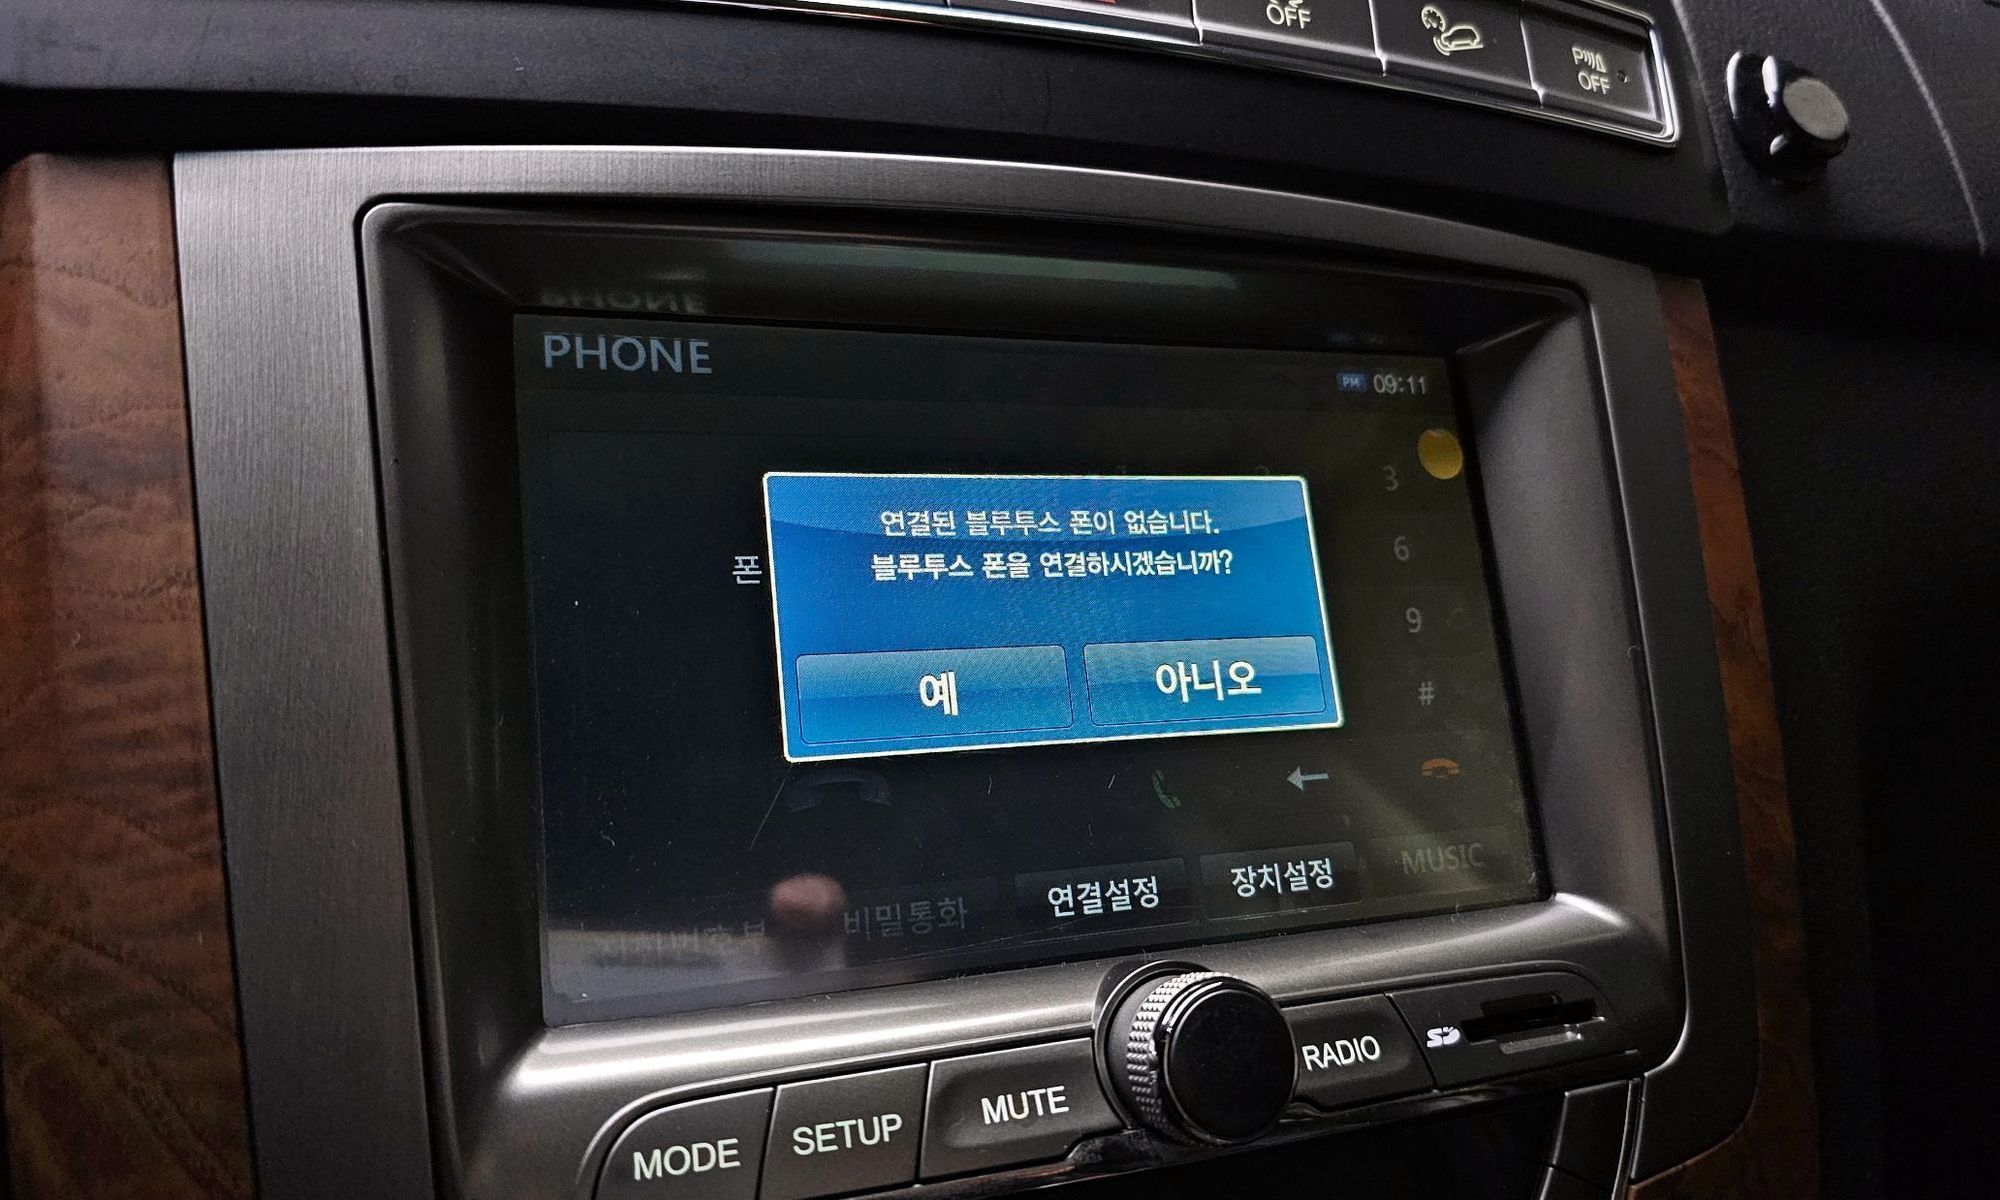 OFF
P
OFF
PHONE
PM 09:11
3
6
폰
연결된 블루투스 폰이 없습니다.
블루투스 폰을 연결하시겠습니까?
9
예
아니오
#
비밀통화
연결설정
장치설정
MUSIC
MODE
SETUP
MUTE
RADIO
SD